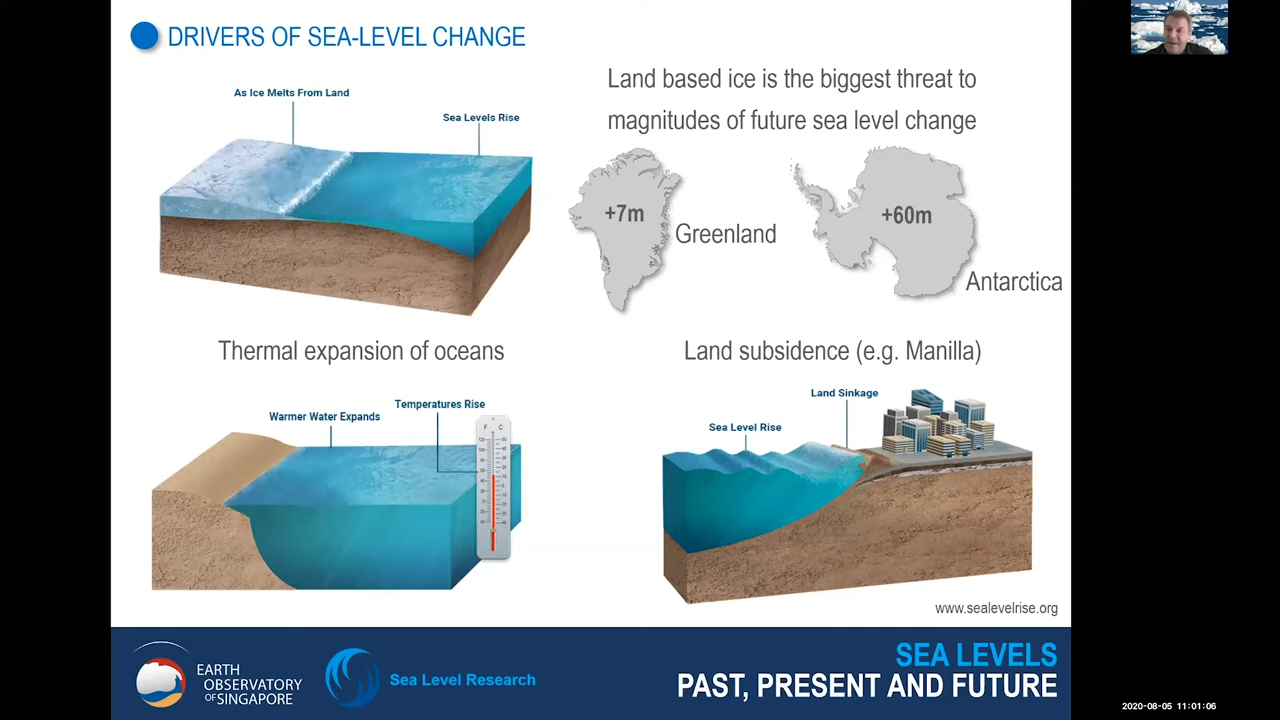 DRIVERS OF SEA-LEVEL CHANGE
As Ice Melts From Land
Sea Levels Rise
Land based ice is the biggest threat to
magnitudes of future sea level change
+7m
Greenland
+60m
Antarctica
Thermal expansion of oceans
Warmer Water Expands
Temperatures Rise
F C
Land subsidence (e.g. Manilla)
Land Sinkage
Sea Level Rise
www.sealevelrise.org
EARTH
OBSERVATORY
OF SINGAPORE
Sea Level Research
SEA LEVELS
PAST, PRESENT AND FUTURE
2020-08-05 11:01:06